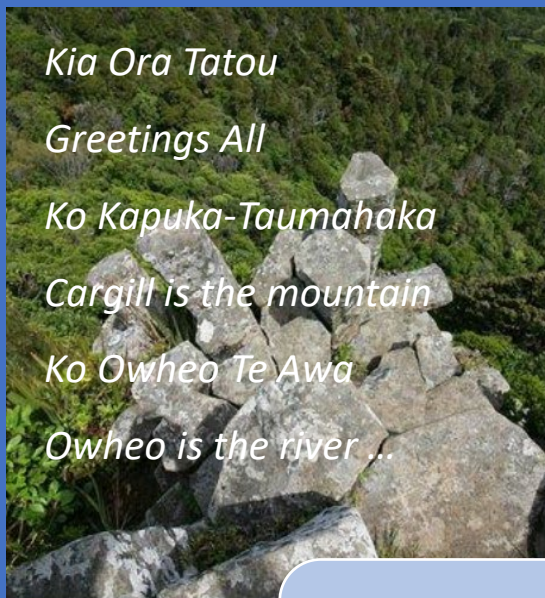 Kia Ora Tatou
Greetings All
Ko Kapuka-Taumahaka
Cargill is the mountain
Ko Owheo Te Awa
Owheo is the river ...